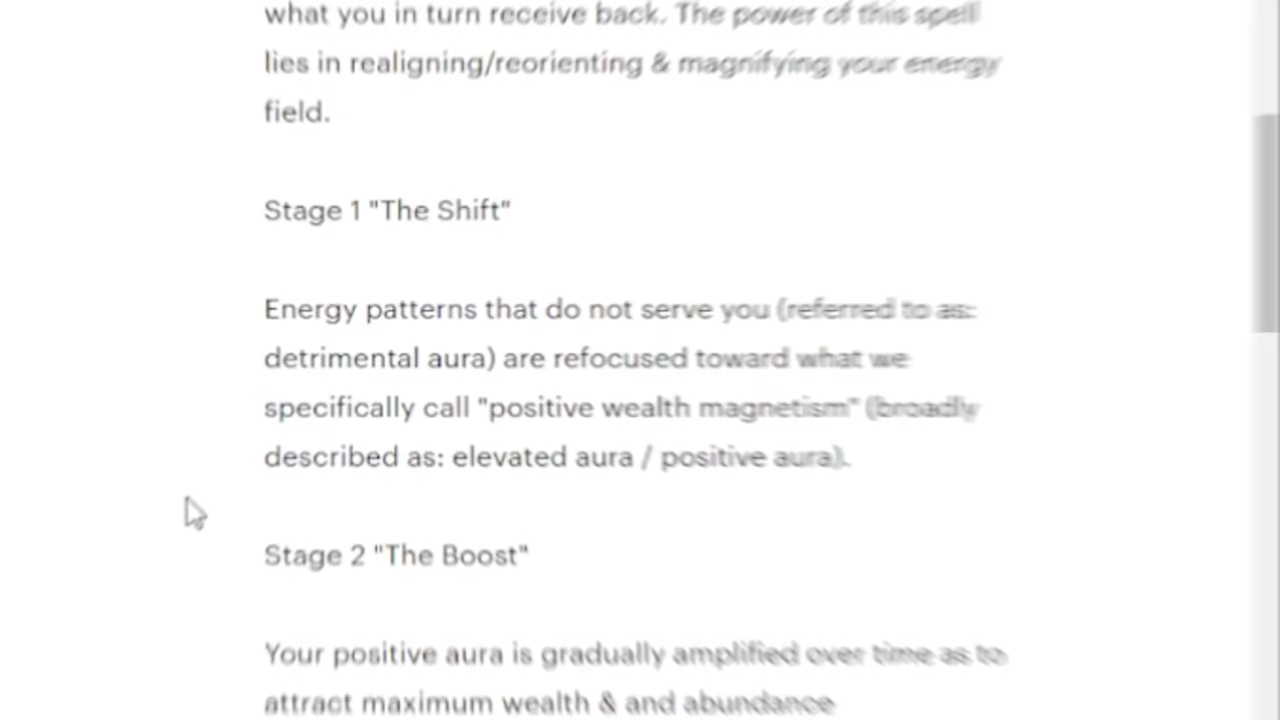 what you in turn receive back. The power of this spell
lies in realigning/reorienting & magnifying your energy
field.
Stage 1 "The Shift"
Energy patterns that do not serve you (referred to as:
detrimental aura) are refocused toward what we
specifically call "positive wealth magnetism" (broadly
described as: elevated aura / positive aura).
Stage 2 "The Boost"
Your positive aura is gradually amplified over time as to
attract maximum wealth & and abundance